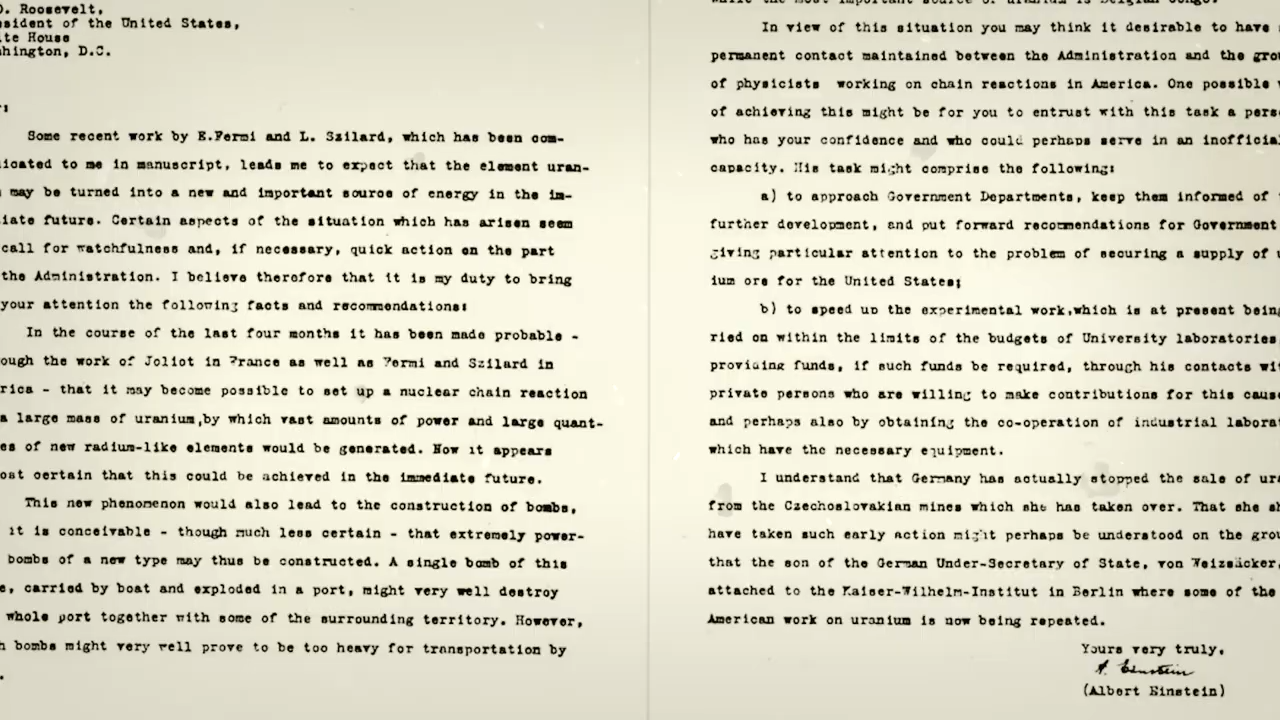 D. Roosevelt,
sident of the United States,
ite House
hington, D.C.
:
Some recent work by E.Fermi and L. Szilard, which has been com-
icated to me in manuscript, leads me to expect that the element uran-
may be turned into a new and important source of energy in the im-
iate future. Certain aspects of the situation which has arisen seem
call for watchfulness and, if necessary, quick action on the part
the Administration. I believe therefore that it is my duty to bring
your attention the following facts and recommendations:
In the course of the last four months it has been made probable -
ough the work of Joliot in France as well as Fermi and Szilard in
rica - that it may become possible to set up a nuclear chain reaction
a large mass of uranium,by which vast amounts of power and large quant-
es of new radium-like elements would be generated. Now it appears
ost certain that this could be achieved in the immediate future.
This new phenomenon would also lead to the construction of bombs,
it is conceivable - though much less certain - that extremely power-
bombs of a new type may thus be constructed. A single bomb of this
e, carried by boat and exploded in a port, might very well destroy
whole port together with some of the surrounding territory. However,
h bombs might very well prove to be too heavy for transportation by
.
while the most important source of uranium is Belgian Congo.
In view of this situation you may think it desirable to have
permanent contact maintained between the Administration and the gro
of physicists working on chain reactions in America. One possible
of achieving this might be for you to entrust with this task a pers
who has your confidence and who could perhaps serve in an inofficia
capacity. His task might comprise the following:
a) to approach Government Departments, keep them informed of
further development, and put forward recommendations for Government
giving particular attention to the problem of securing a supply of u
ium ore for the United States;
b) to speed up the experimental work,which is at present being
ried on within the limits of the budgets of University laboratories
providing funds, if such funds be required, through his contacts wi
private persons who are willing to make contributions for this cause
and perhaps also by obtaining the co-operation of industrial labora
which have the necessary equipment.
I understand that Germany has actually stopped the sale of ura
from the Czechoslovakian mines which she has taken over. That she s
have taken such early action might perhaps be understood on the gro
that the son of the German Under-Secretary of State, von Weizsäcker,
attached to the Kaiser-Wilhelm-Institut in Berlin where some of the
American work on uranium is now being repeated.
Yours very truly,
A. Einstein
(Albert Einstein)